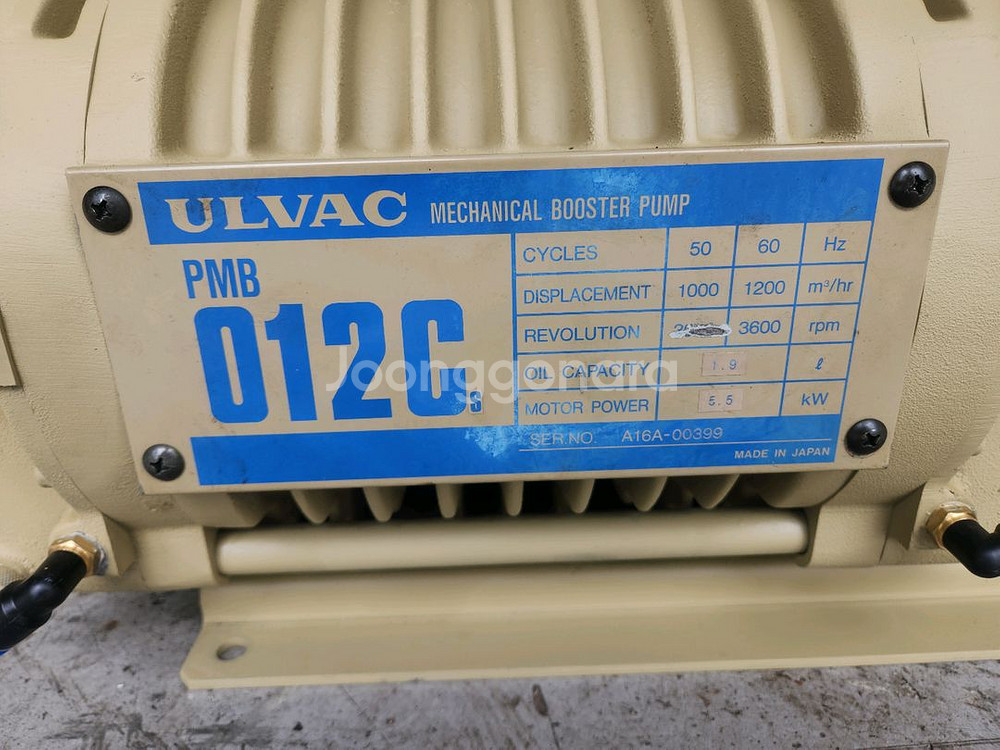 ULVAC MECHANICAL BOOSTER PUMP
PMB
012C s
CYCLES 50 60 Hz
DISPLACEMENT 1000 1200 m³/hr
REVOLUTION 3600 rpm
OIL CAPACITY 1.9 ℓ
MOTOR POWER 5.5 kW
SER.NO. A16A-00399
MADE IN JAPAN
Joonggonara